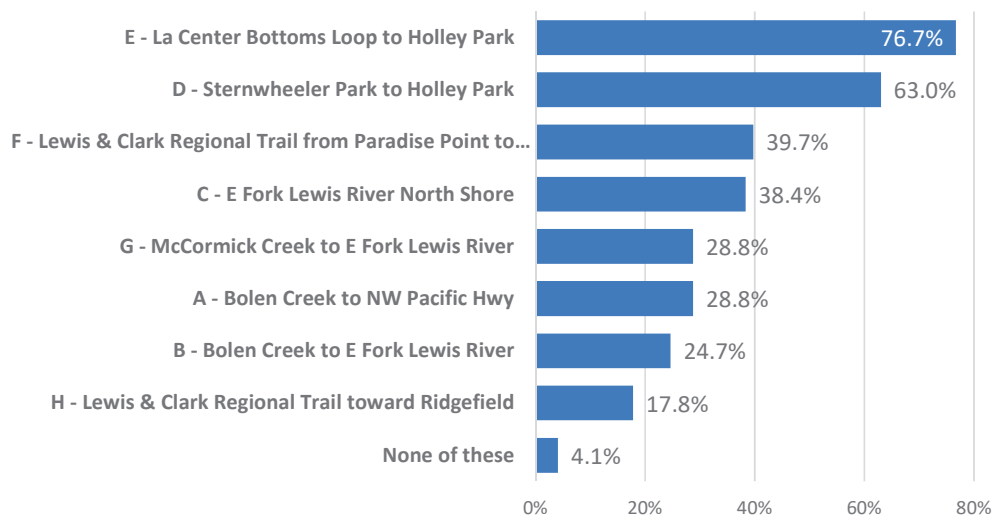 E - La Center Bottoms Loop to Holley Park 76.7%
D - Sternwheeler Park to Holley Park 63.0%
F - Lewis & Clark Regional Trail from Paradise Point to... 39.7%
C - E Fork Lewis River North Shore 38.4%
G - McCormick Creek to E Fork Lewis River 28.8%
A - Bolen Creek to NW Pacific Hwy 28.8%
B - Bolen Creek to E Fork Lewis River 24.7%
H - Lewis & Clark Regional Trail toward Ridgefield 17.8%
None of these 4.1%
0% 20% 40% 60% 80%